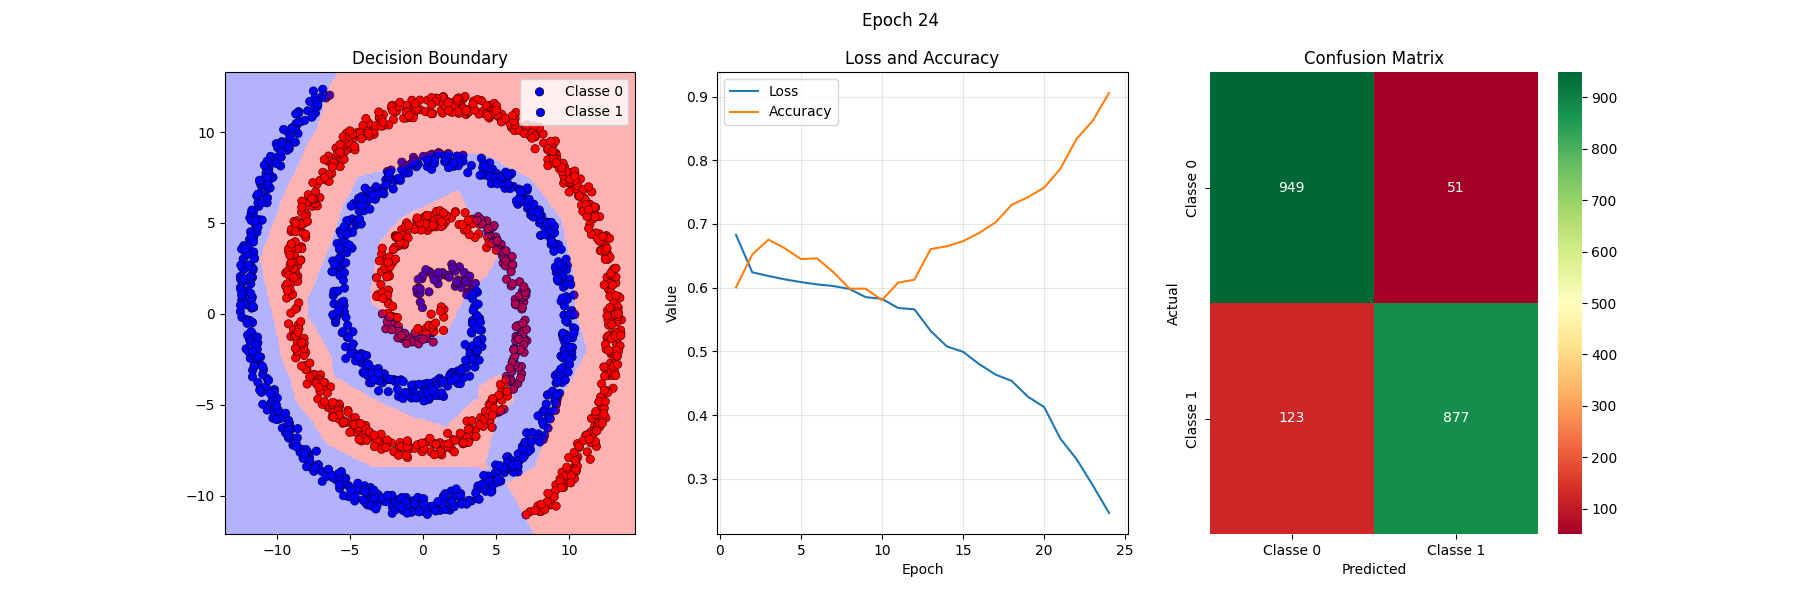 Epoch 24
Decision Boundary
Classe 0
Classe 1
10
5
0
−5
−10
−10 −5 0 5 10
Loss and Accuracy
Loss
Accuracy
Value
0.9
0.8
0.7
0.6
0.5
0.4
0.3
0 5 10 15 20 25
Epoch
Confusion Matrix
Actual
Classe 0
Classe 1
949 51
123 877
Classe 0 Classe 1
Predicted
900
800
700
600
500
400
300
200
100